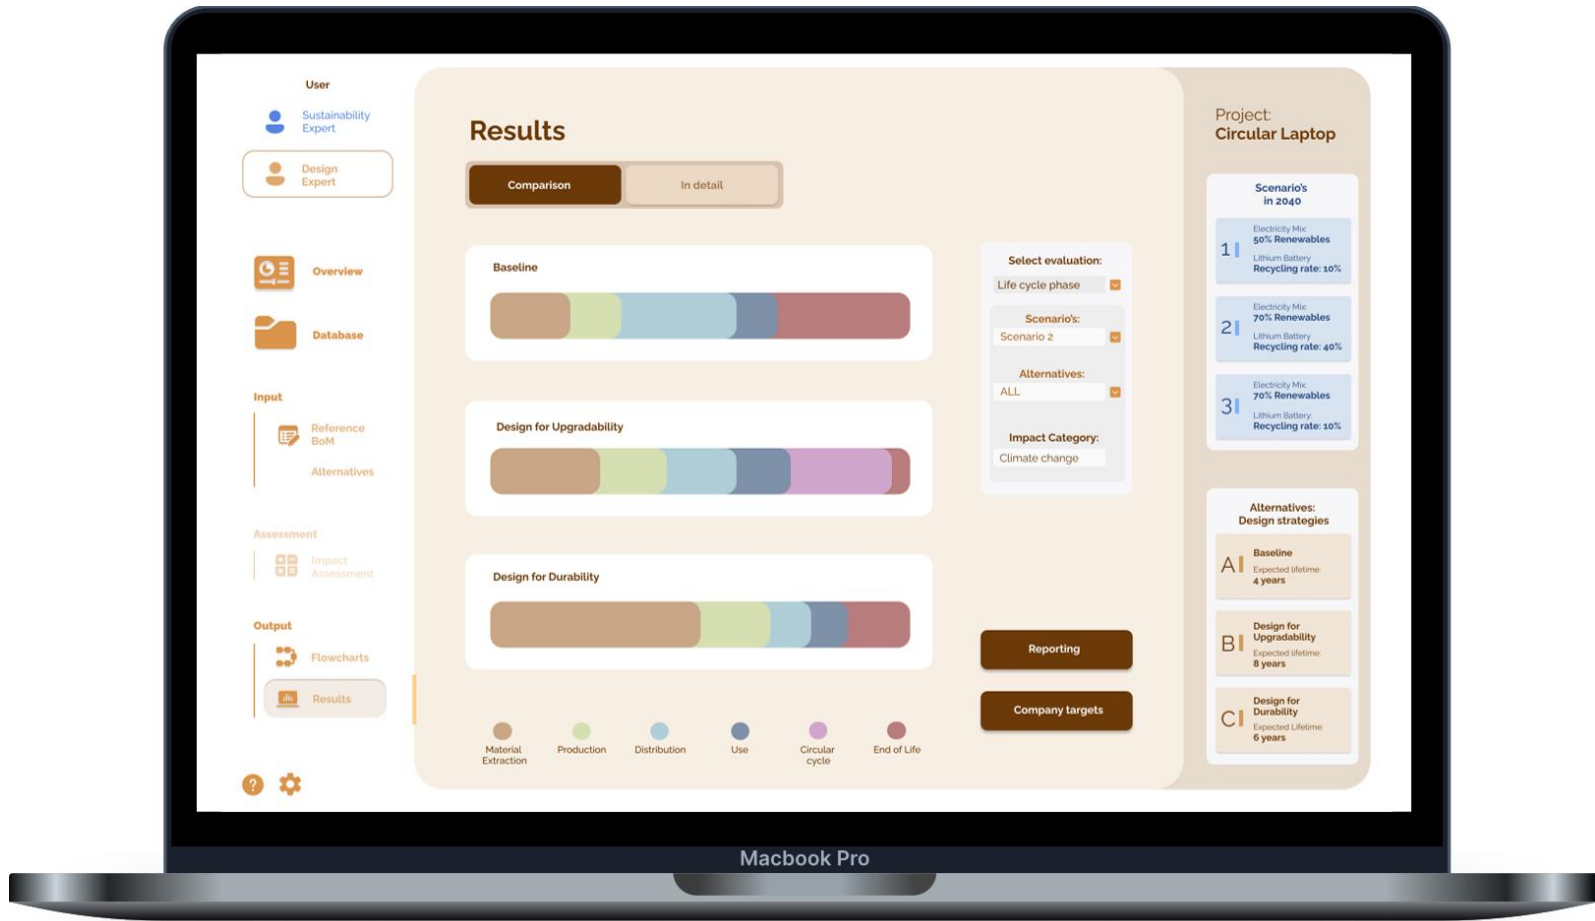 User
Sustainability
Expert
Design
Expert
Overview
Database
Input
Reference
BoM
Alternatives
Assessment
Impact
Assessment
Output
Flowcharts
Results
?
Results
Comparison
In detail
Baseline
Design for Upgradability
Design for Durability
Material
Extraction
Production
Distribution
Use
Circular
cycle
End of Life
Select evaluation:
Life cycle phase
Scenario's:
Scenario 2
Alternatives:
ALL
Impact Category:
Climate change
Reporting
Company targets
Project:
Circular Laptop
Scenario's
in 2040
1
Electricity Mix:
50% Renewables
Lithium Battery
Recycling rate: 10%
2
Electricity Mix:
70% Renewables
Lithium Battery
Recycling rate: 40%
3
Electricity Mix:
70% Renewables
Lithium Battery:
Recycling rate: 10%
Alternatives:
Design strategies
A
Baseline
Expected lifetime:
4 years
B
Design for
Upgradability
Expected lifetime:
8 years
C
Design for
Durability
Expected Lifetime:
6 years
Macbook Pro